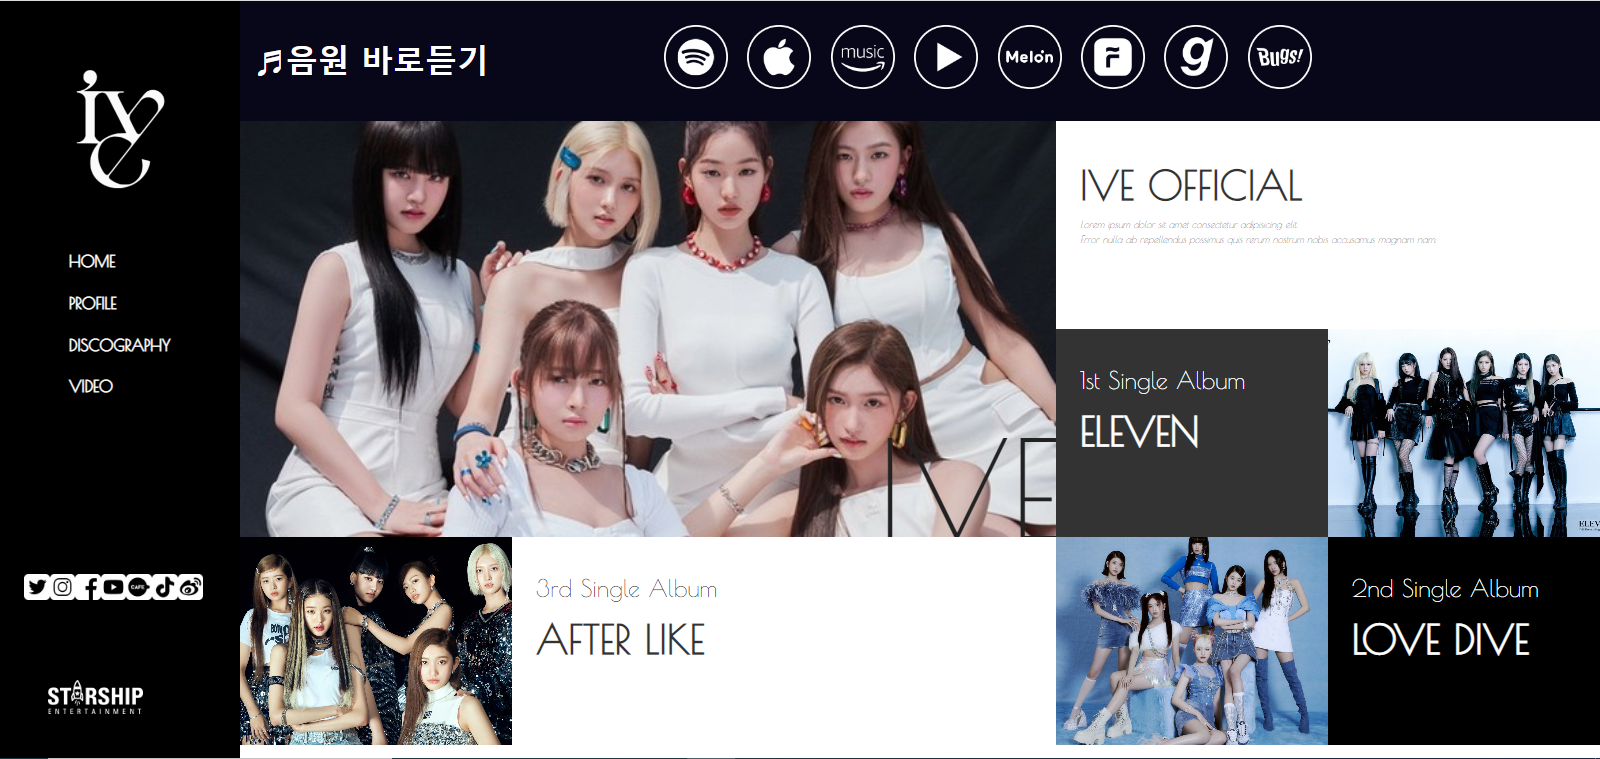 ive
HOME
PROFILE
DISCOGRAPHY
VIDEO
CAFE
STARSHIP
ENTERTAINMENT
♬음원 바로듣기
music
Melon
F
g
Bugs!
IVE
IVE OFFICIAL
Lorem ipsum dolor sit amet consectetur adipisicing elit.
Error nulla ab repellendus possimus quis rerum nostrum nobis accusamus magnam nam.
1st Single Album
ELEVEN
3rd Single Album
AFTER LIKE
2nd Single Album
LOVE DIVE